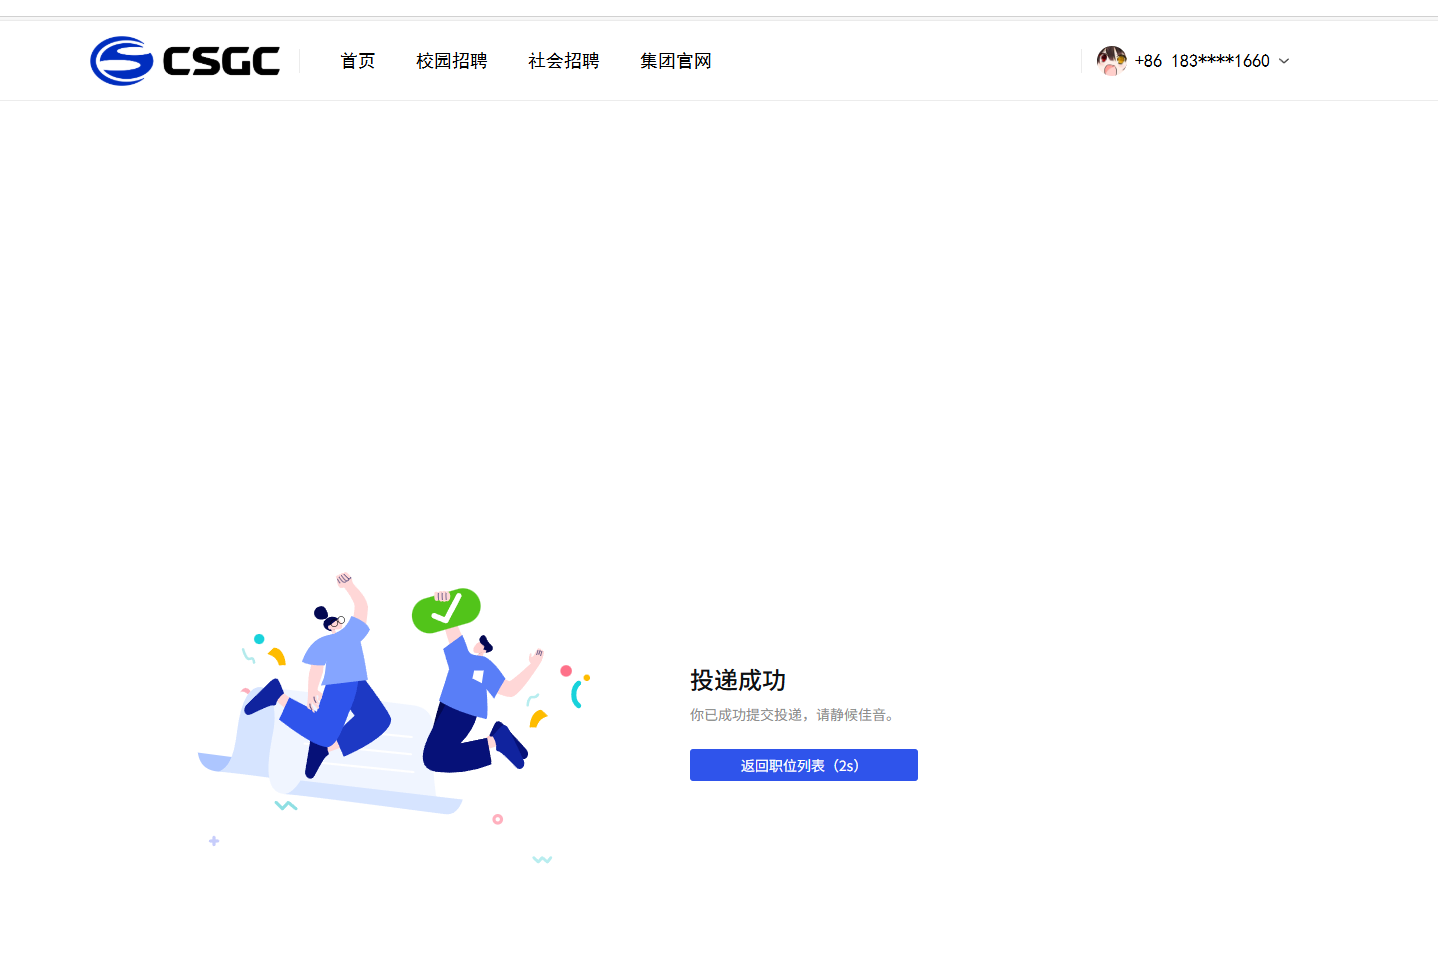 CSGC
首页 校园招聘 社会招聘 集团官网
+86 183****1660
投递成功
你已成功提交投递，请静候佳音。
返回职位列表（2s）